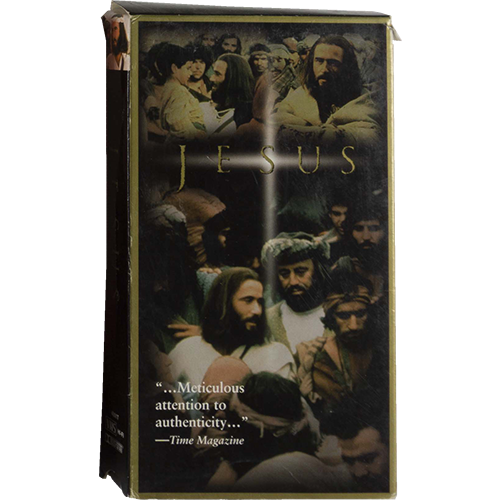 JESUS
“...Meticulous
attention to
authenticity...”
—Time Magazine